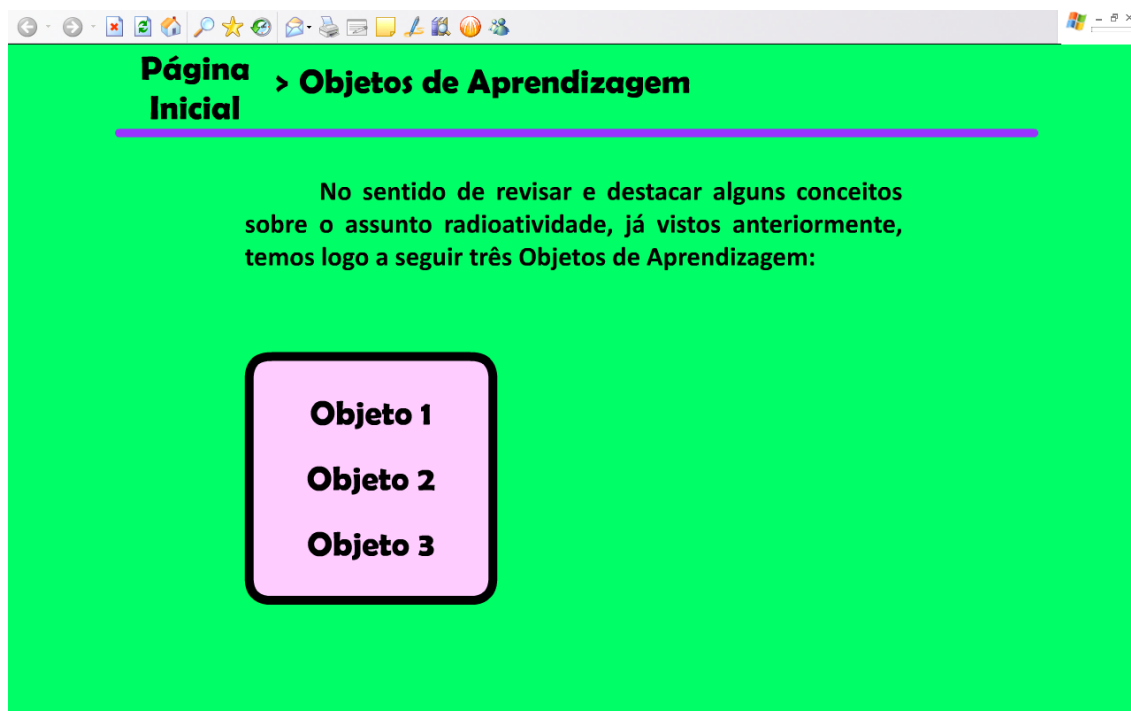 Página
Inicial
> Objetos de Aprendizagem
No sentido de revisar e destacar alguns conceitos
sobre o assunto radioatividade, já vistos anteriormente,
temos logo a seguir três Objetos de Aprendizagem:
Objeto 1
Objeto 2
Objeto 3